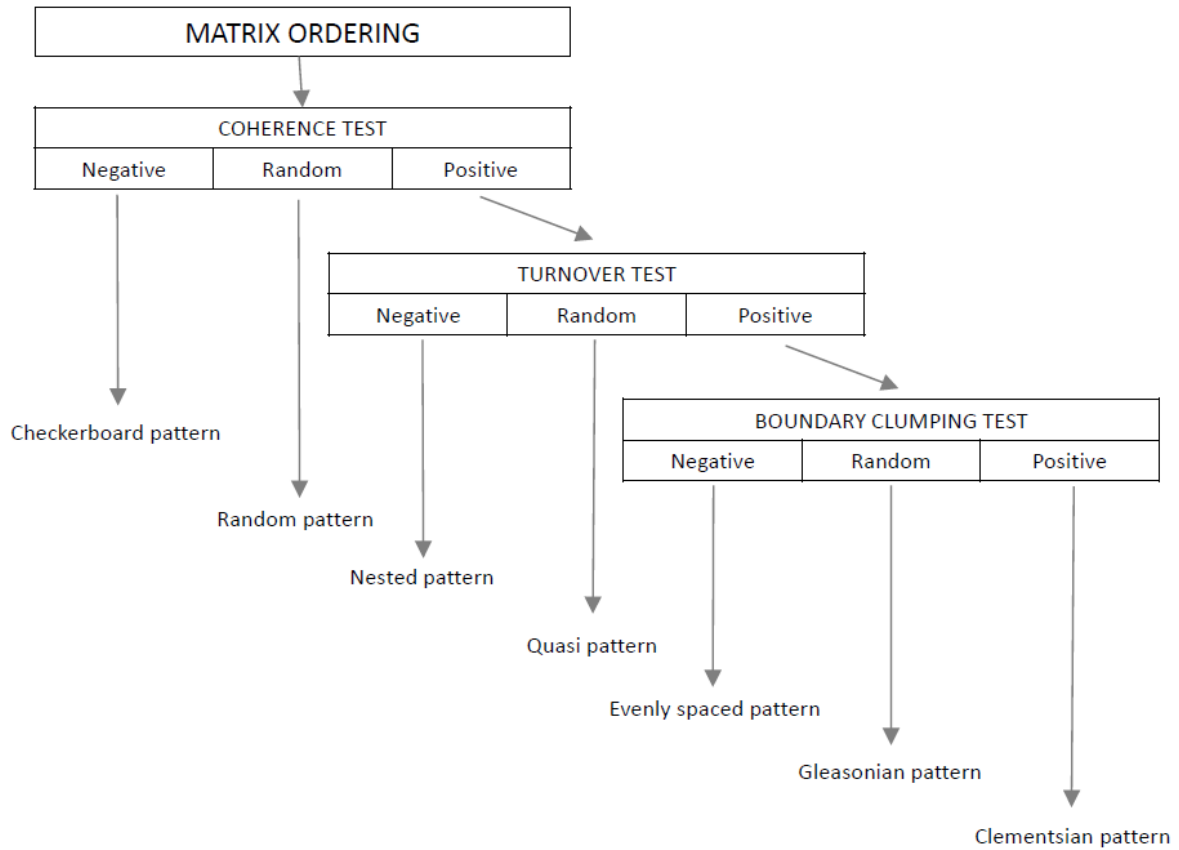 MATRIX ORDERING
COHERENCE TEST
Negative Random Positive
TURNOVER TEST
Negative Random Positive
BOUNDARY CLUMPING TEST
Negative Random Positive
Checkerboard pattern
Random pattern
Nested pattern
Quasi pattern
Evenly spaced pattern
Gleasonian pattern
Clementsian pattern